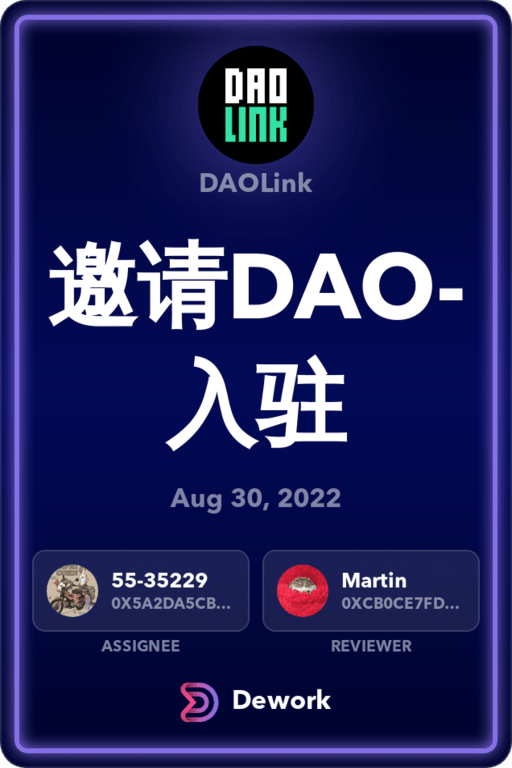 DAO
LINK
DAOLink
邀请DAO-
入驻
Aug 30, 2022
55-35229
0X5A2DA5CB...
ASSIGNEE
Martin
0XCB0CE7FD...
REVIEWER
Dework